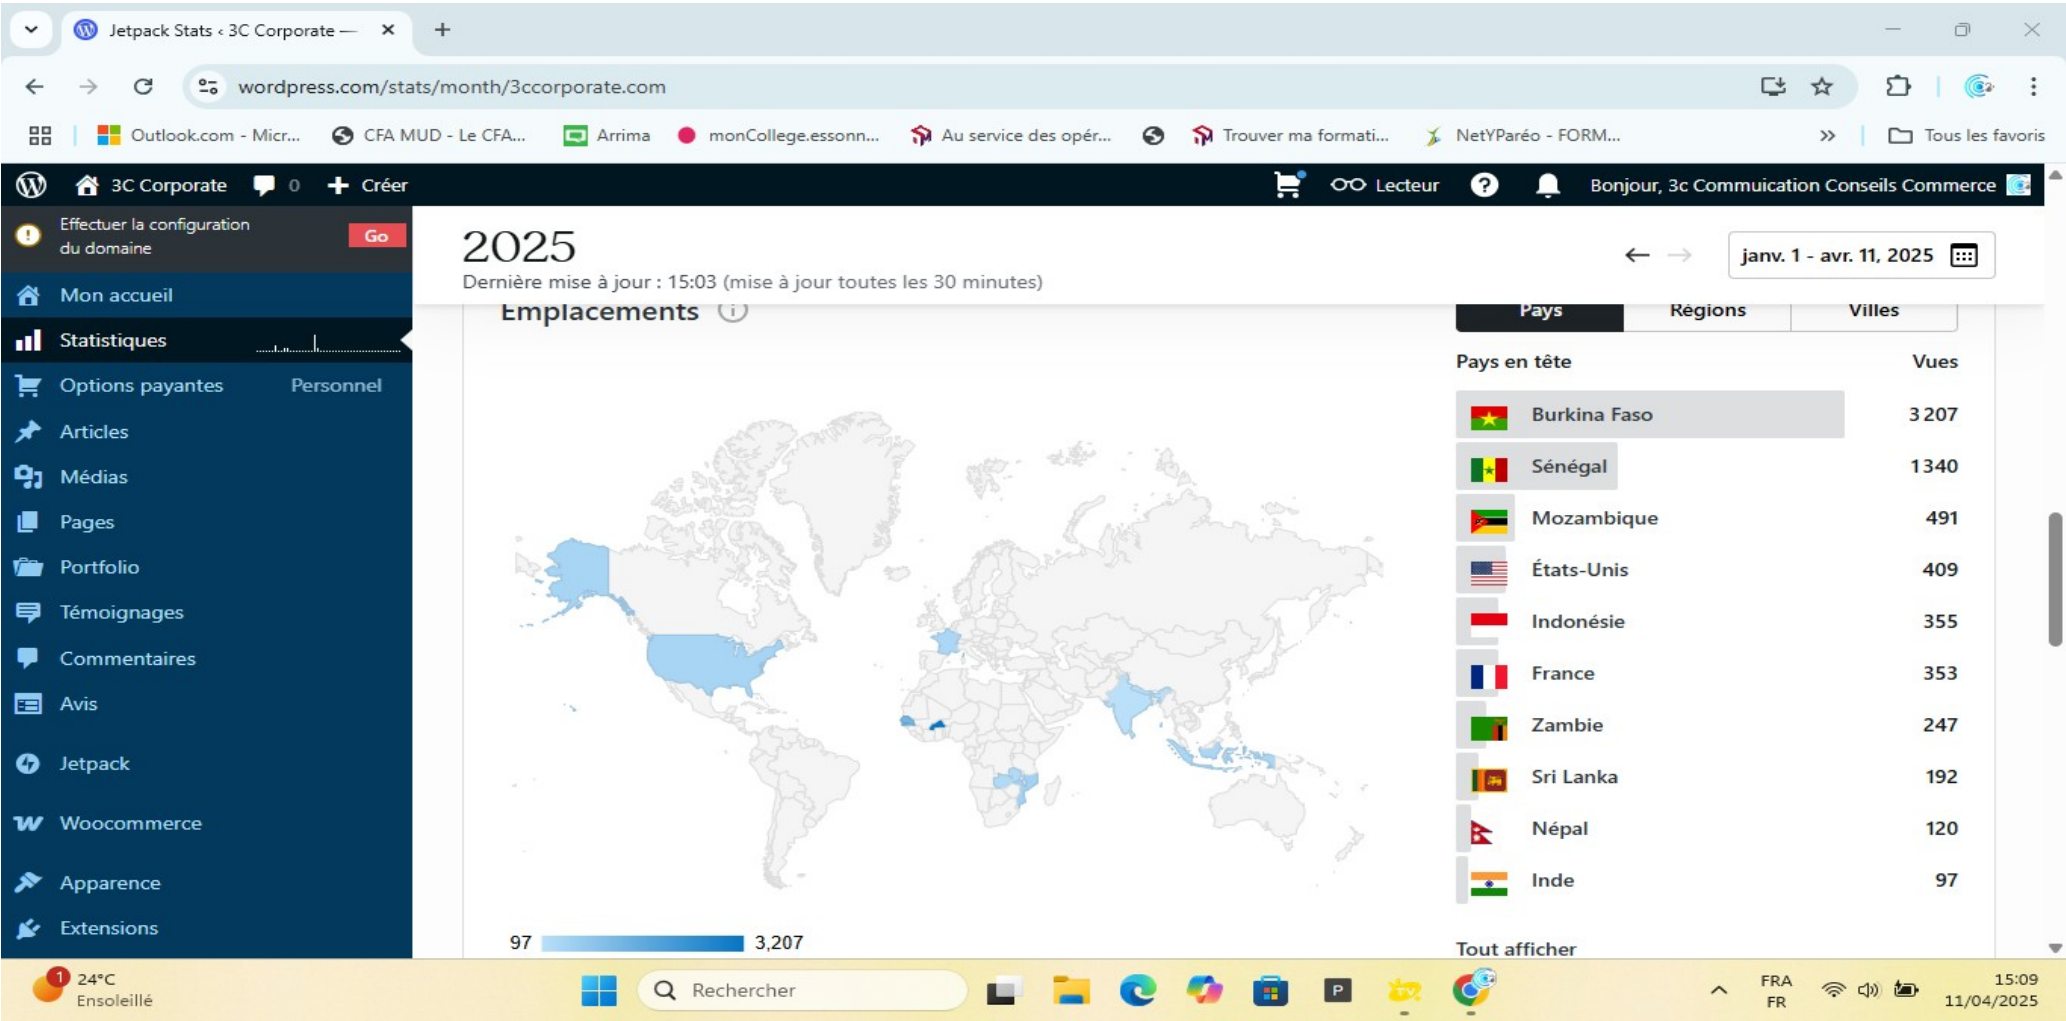 Jetpack Stats ‹ 3C Corporate —
wordpress.com/stats/month/3ccorporate.com
Outlook.com - Micr...
CFA MUD - Le CFA...
Arrima
monCollege.essonn...
Au service des opér...
Trouver ma formati...
NetYParéo - FORM...
Tous les favoris
3C Corporate
0
Créer
Lecteur
Bonjour, 3c Commuication Conseils Commerce
Effectuer la configuration
du domaine
Go
Mon accueil
Statistiques
Options payantes Personnel
Articles
Médias
Pages
Portfolio
Témoignages
Commentaires
Avis
Jetpack
Woocommerce
Apparence
Extensions
2025
Dernière mise à jour : 15:03 (mise à jour toutes les 30 minutes)
janv. 1 - avr. 11, 2025
Emplacements
Pays Régions Villes
Pays en tête Vues
Burkina Faso 3 207
Sénégal 1 340
Mozambique 491
États-Unis 409
Indonésie 355
France 353
Zambie 247
Sri Lanka 192
Népal 120
Inde 97
97 3,207
Tout afficher
1
24°C
Ensoleillé
Rechercher
P
TV
FRA
FR
15:09
11/04/2025